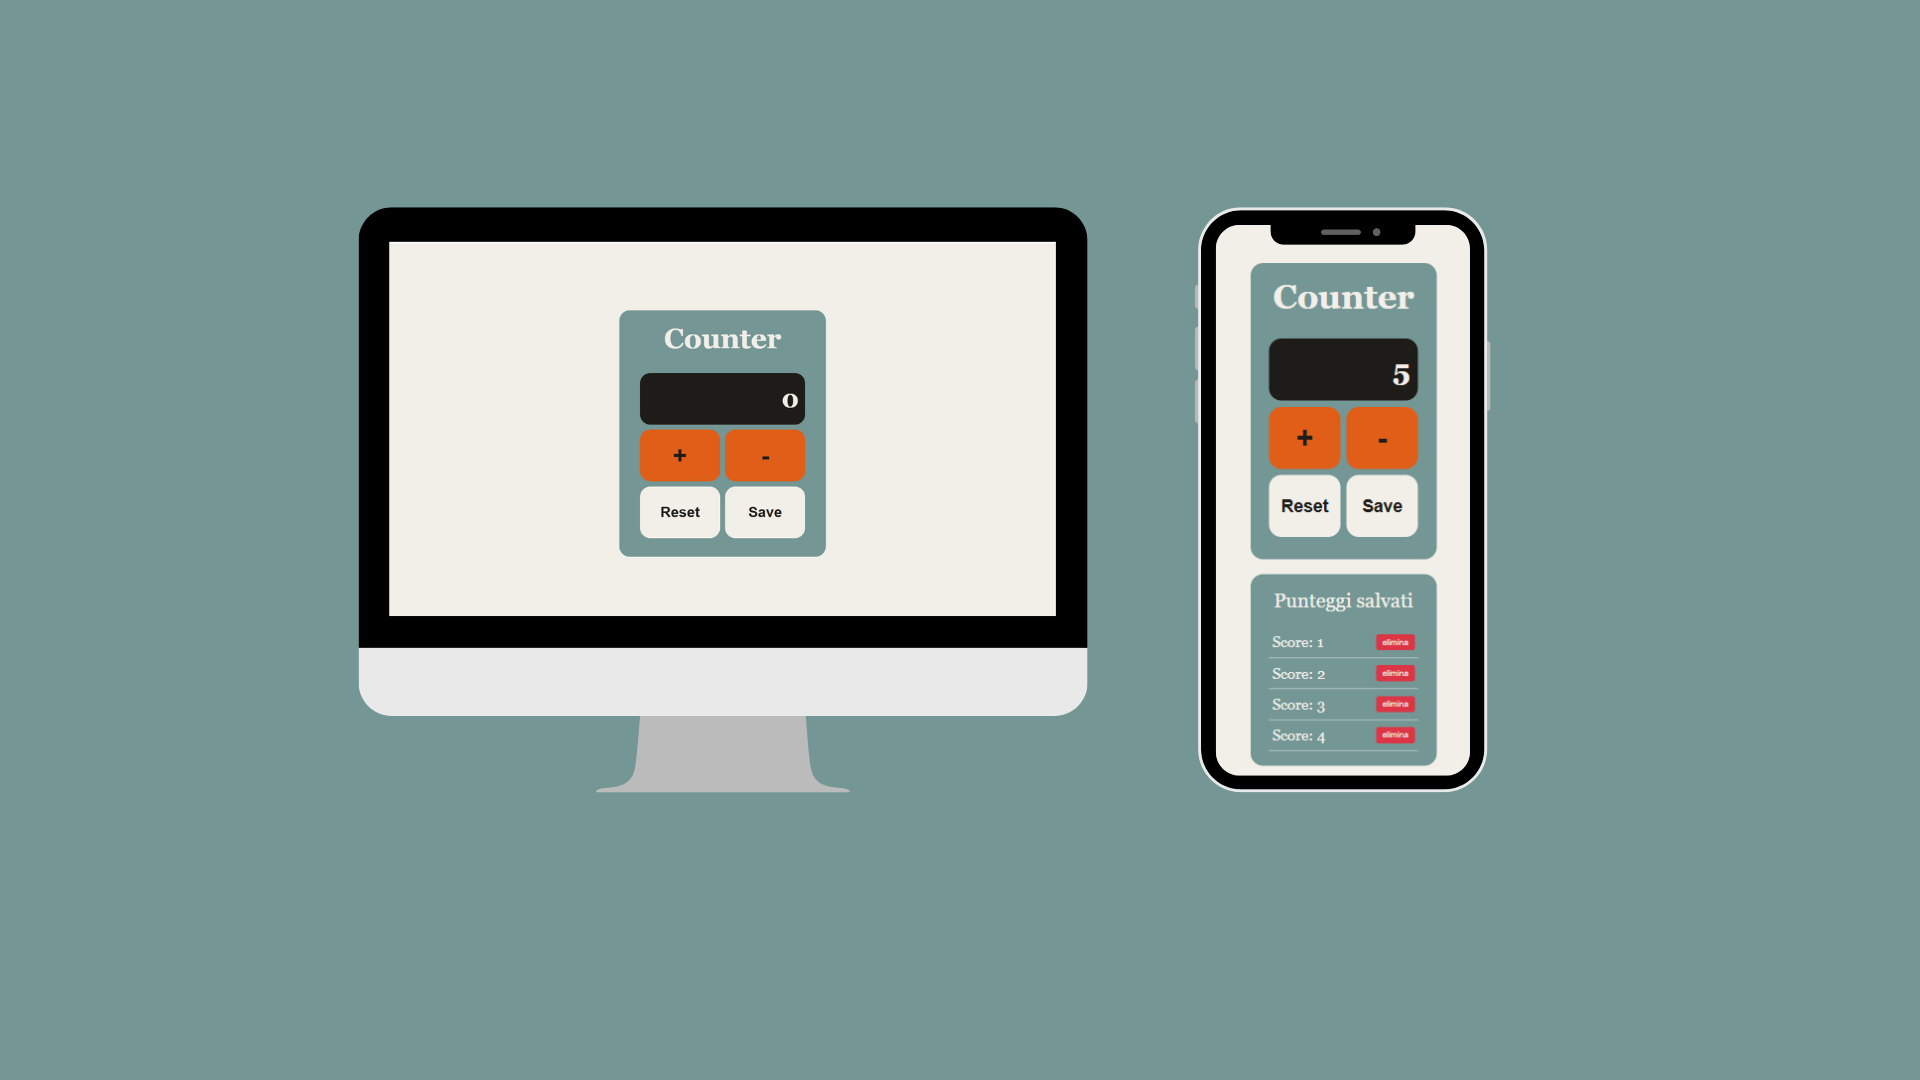 Counter
0
+ -
Reset Save
Counter
5
+ -
Reset Save
Punteggi salvati
Score: 1 elimina
Score: 2 elimina
Score: 3 elimina
Score: 4 elimina